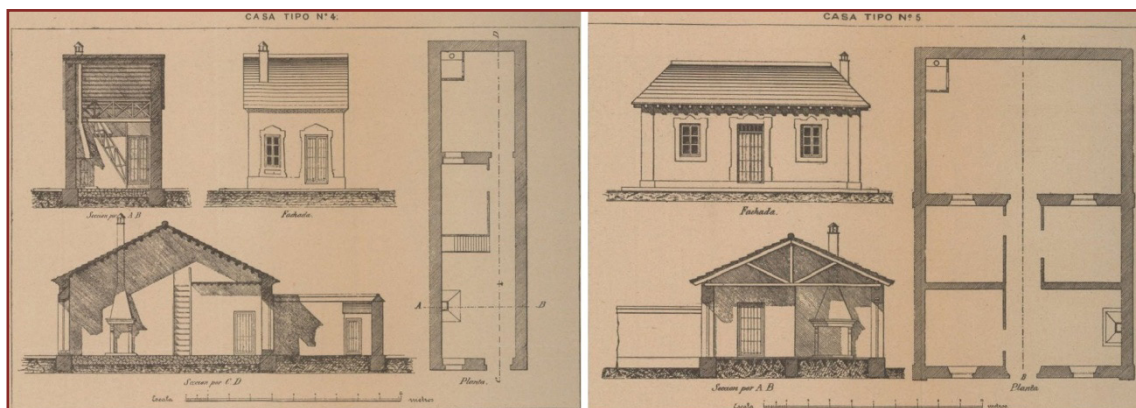 CASA TIPO Nº 4.
D
Seccion por A B
Fachada.
A
B
Seccion por C D
Planta.
C
Escala
metros
CASA TIPO Nº 5
A
Fachada.
Seccion por A B
B
Planta
Escala
metros